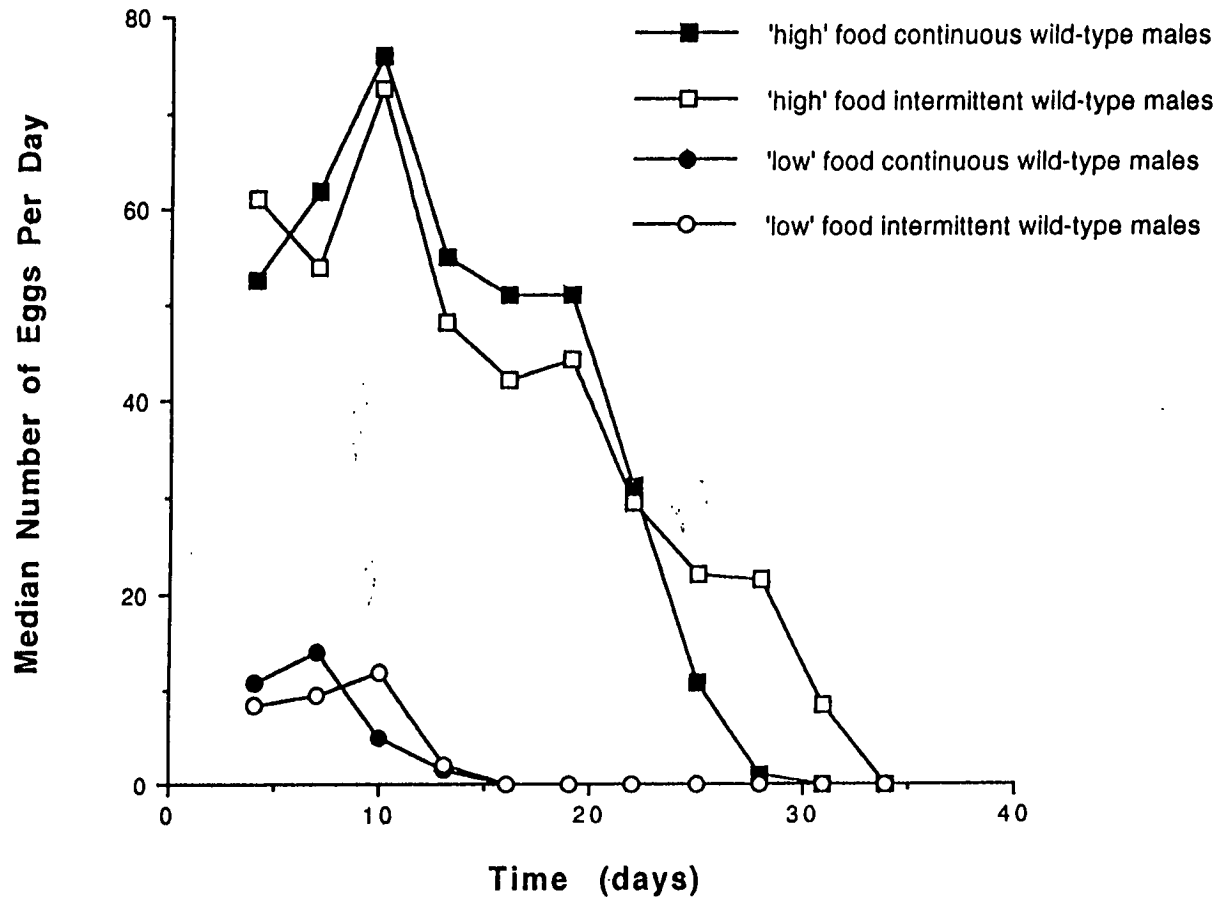 Median Number of Eggs Per Day
80
60
40
20
0
'high' food continuous wild-type males
'high' food intermittent wild-type males
'low' food continuous wild-type males
'low' food intermittent wild-type males
0
10
20
30
40
Time (days)